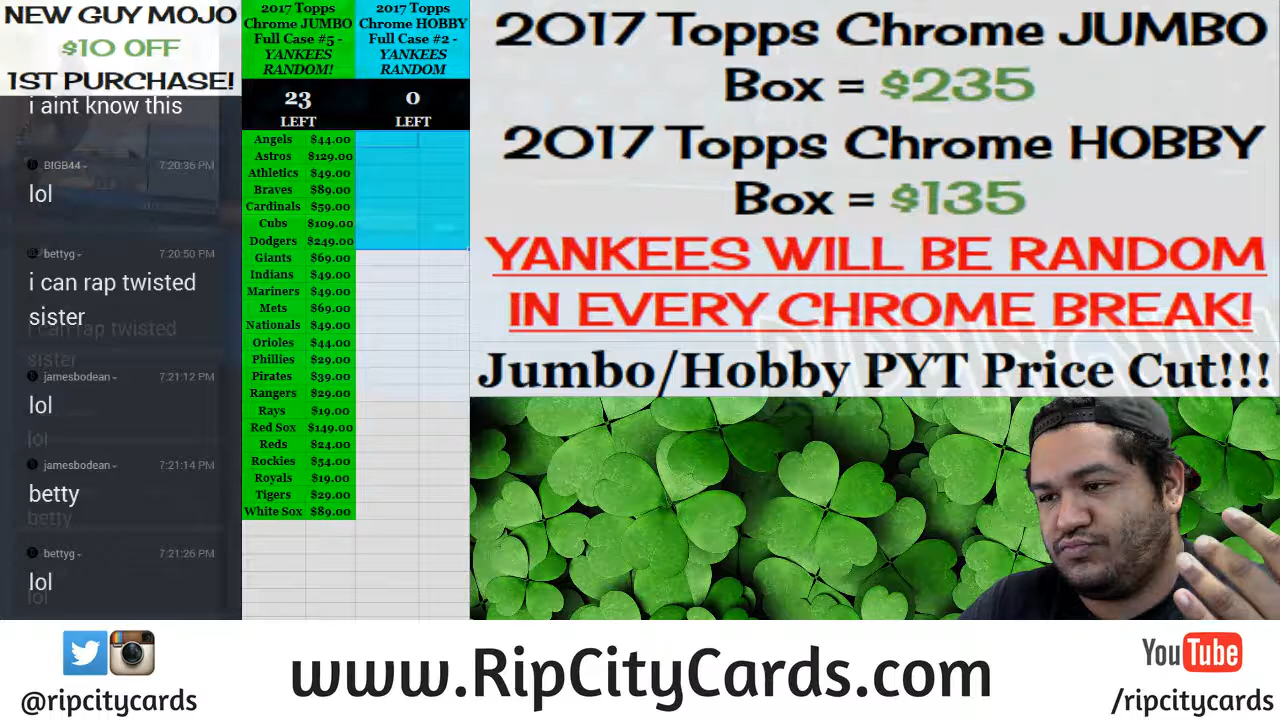 NEW GUY MOJO
$10 OFF
1ST PURCHASE!
i aint know this
BIGB44 7:20:36 PM
lol
bettyg 7:20:50 PM
i can rap twisted
sister
i can rap twisted
sister
jamesbodean 7:21:12 PM
lol
lol
jamesbodean 7:21:14 PM
betty
betty
bettyg 7:21:26 PM
lol
lol
2017 Topps
Chrome JUMBO
Full Case #5 -
YANKEES
RANDOM!
23
LEFT
Angels $44.00
Astros $129.00
Athletics $49.00
Braves $89.00
Cardinals $59.00
Cubs $109.00
Dodgers $249.00
Giants $69.00
Indians $49.00
Mariners $49.00
Mets $69.00
Nationals $49.00
Orioles $44.00
Phillies $29.00
Pirates $39.00
Rangers $29.00
Rays $19.00
Red Sox $149.00
Reds $24.00
Rockies $54.00
Royals $19.00
Tigers $29.00
White Sox $89.00
2017 Topps
Chrome HOBBY
Full Case #2 -
YANKEES
RANDOM
0
LEFT
2017 Topps Chrome JUMBO
Box = $235
2017 Topps Chrome HOBBY
Box = $135
YANKEES WILL BE RANDOM
IN EVERY CHROME BREAK!
Jumbo/Hobby PYT Price Cut!!!
@ripcitycards
www.RipCityCards.com
YouTube
/ripcitycards